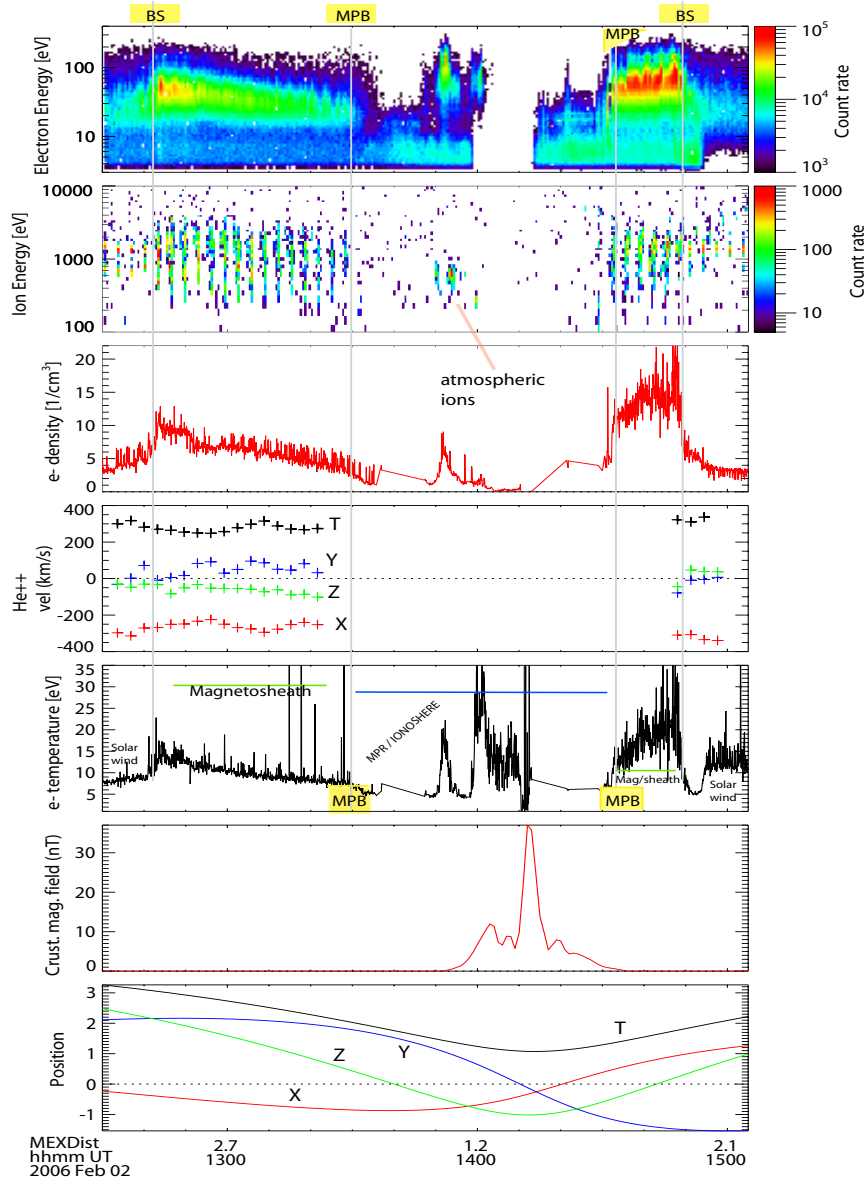 BS MPB MPB BS
Electron Energy [eV]
100
10
10^5
10^4
10^3
Count rate
Ion Energy [eV]
10000
1000
100
1000
100
10
Count rate
atmospheric
ions
e- density [1/cm^3]
20
15
10
5
0
He++
vel (km/s)
400
200
0
-200
-400
T
Y
Z
X
e- temperature [eV]
35
30
25
20
15
10
5
Magnetosheath
MPR / IONOSHERE
Solar
wind
Mag/sheath
Solar
wind
MPB MPB
Crust. mag. field (nT)
30
20
10
0
Position
3
2
1
0
-1
T
Z Y
X
MEXDist 2.7 1.2 2.1
hhmm UT 1300 1400 1500
2006 Feb 02